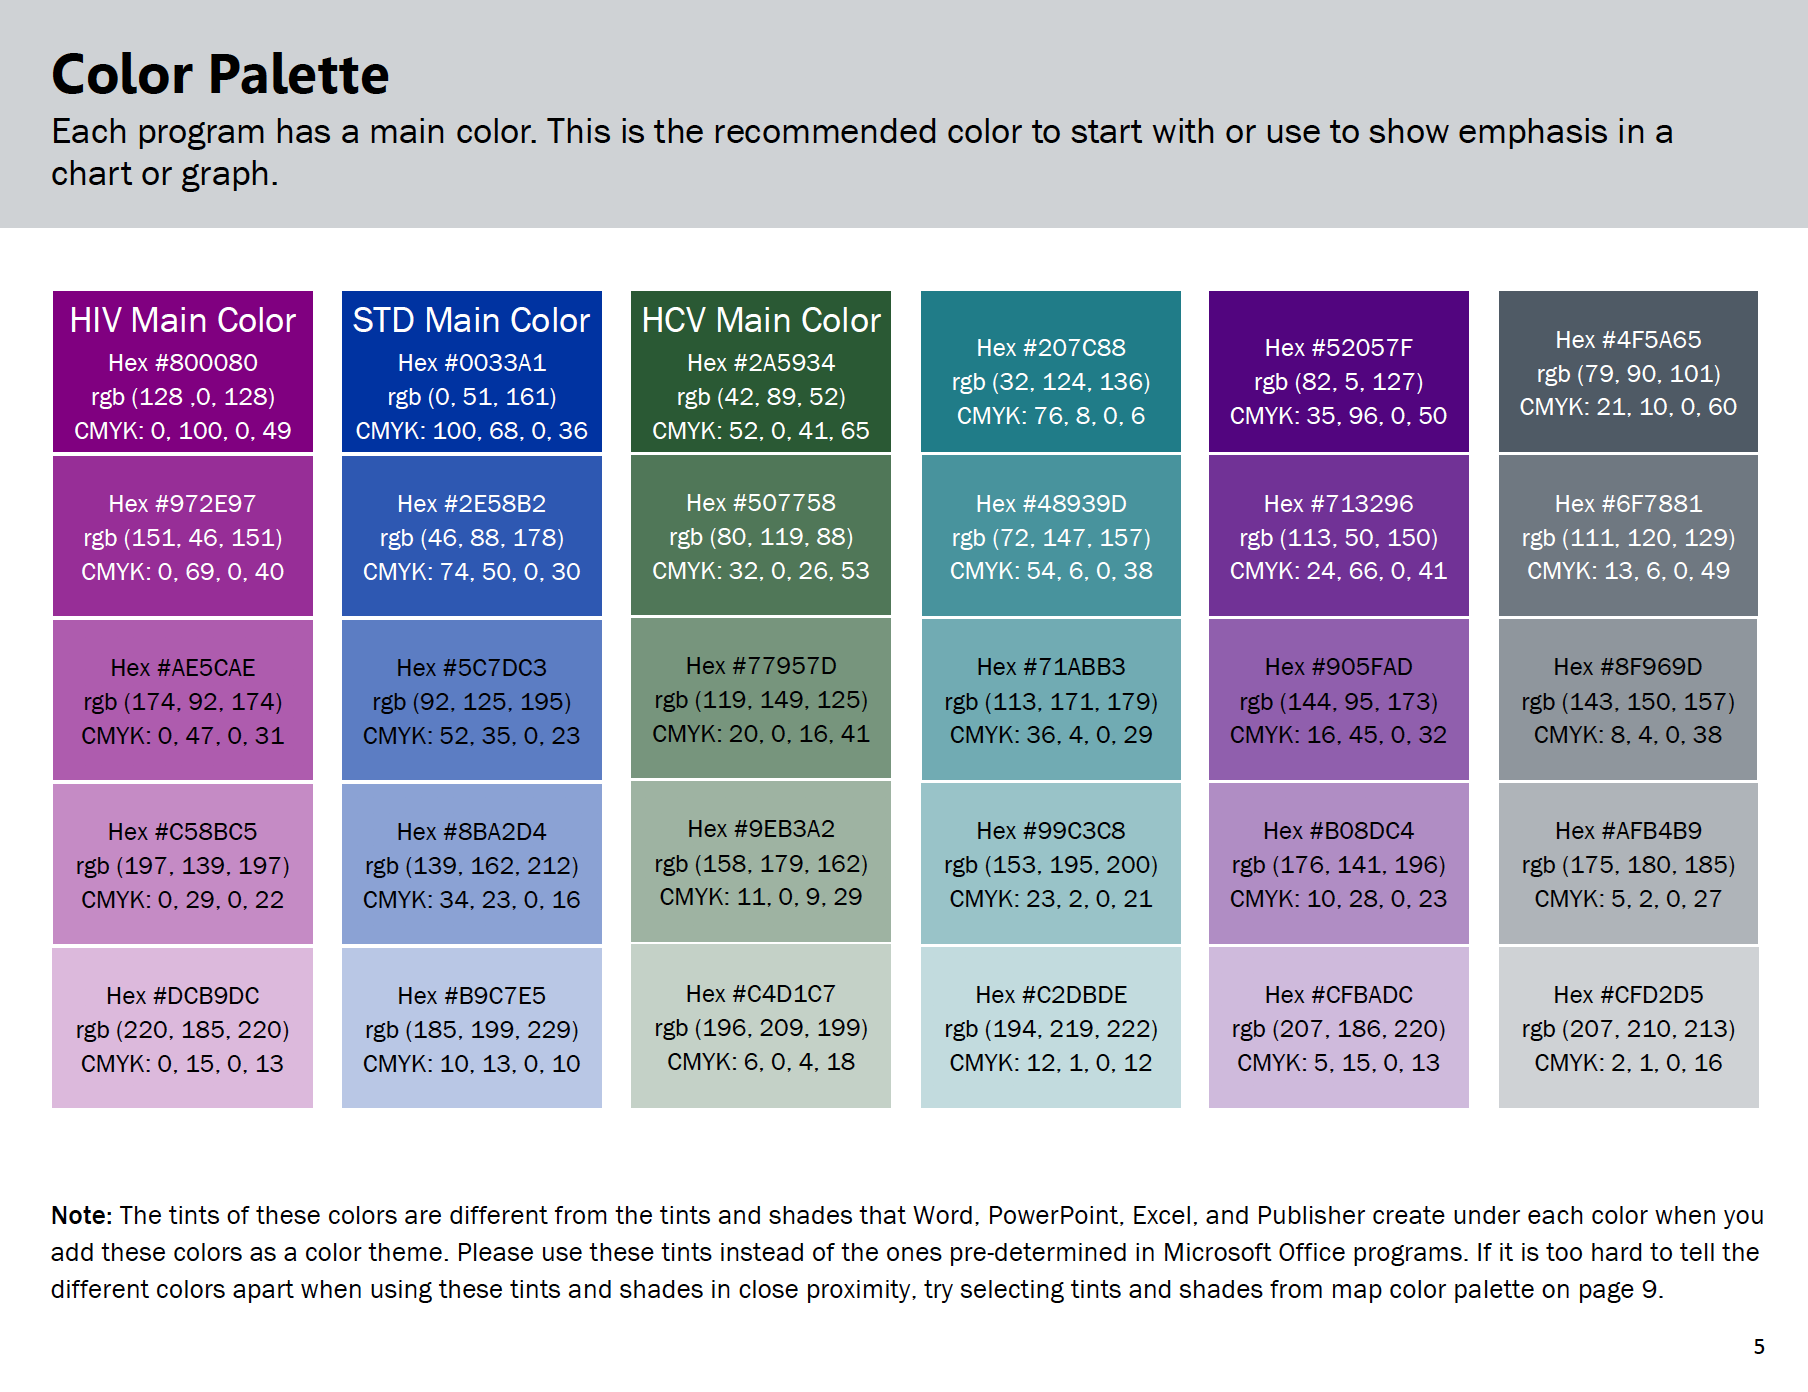 Color Palette
Each program has a main color. This is the recommended color to start with or use to show emphasis in a
chart or graph.
HIV Main Color
Hex #800080
rgb (128 ,0, 128)
CMYK: 0, 100, 0, 49
STD Main Color
Hex #0033A1
rgb (0, 51, 161)
CMYK: 100, 68, 0, 36
HCV Main Color
Hex #2A5934
rgb (42, 89, 52)
CMYK: 52, 0, 41, 65
Hex #207C88
rgb (32, 124, 136)
CMYK: 76, 8, 0, 6
Hex #52057F
rgb (82, 5, 127)
CMYK: 35, 96, 0, 50
Hex #4F5A65
rgb (79, 90, 101)
CMYK: 21, 10, 0, 60
Hex #972E97
rgb (151, 46, 151)
CMYK: 0, 69, 0, 40
Hex #2E58B2
rgb (46, 88, 178)
CMYK: 74, 50, 0, 30
Hex #507758
rgb (80, 119, 88)
CMYK: 32, 0, 26, 53
Hex #48939D
rgb (72, 147, 157)
CMYK: 54, 6, 0, 38
Hex #713296
rgb (113, 50, 150)
CMYK: 24, 66, 0, 41
Hex #6F7881
rgb (111, 120, 129)
CMYK: 13, 6, 0, 49
Hex #AE5CAE
rgb (174, 92, 174)
CMYK: 0, 47, 0, 31
Hex #5C7DC3
rgb (92, 125, 195)
CMYK: 52, 35, 0, 23
Hex #77957D
rgb (119, 149, 125)
CMYK: 20, 0, 16, 41
Hex #71ABB3
rgb (113, 171, 179)
CMYK: 36, 4, 0, 29
Hex #905FAD
rgb (144, 95, 173)
CMYK: 16, 45, 0, 32
Hex #8F969D
rgb (143, 150, 157)
CMYK: 8, 4, 0, 38
Hex #C58BC5
rgb (197, 139, 197)
CMYK: 0, 29, 0, 22
Hex #8BA2D4
rgb (139, 162, 212)
CMYK: 34, 23, 0, 16
Hex #9EB3A2
rgb (158, 179, 162)
CMYK: 11, 0, 9, 29
Hex #99C3C8
rgb (153, 195, 200)
CMYK: 23, 2, 0, 21
Hex #B08DC4
rgb (176, 141, 196)
CMYK: 10, 28, 0, 23
Hex #AFB4B9
rgb (175, 180, 185)
CMYK: 5, 2, 0, 27
Hex #DCB9DC
rgb (220, 185, 220)
CMYK: 0, 15, 0, 13
Hex #B9C7E5
rgb (185, 199, 229)
CMYK: 10, 13, 0, 10
Hex #C4D1C7
rgb (196, 209, 199)
CMYK: 6, 0, 4, 18
Hex #C2DBDE
rgb (194, 219, 222)
CMYK: 12, 1, 0, 12
Hex #CFBADC
rgb (207, 186, 220)
CMYK: 5, 15, 0, 13
Hex #CFD2D5
rgb (207, 210, 213)
CMYK: 2, 1, 0, 16
Note: The tints of these colors are different from the tints and shades that Word, PowerPoint, Excel, and Publisher create under each color when you
add these colors as a color theme. Please use these tints instead of the ones pre-determined in Microsoft Office programs. If it is too hard to tell the
different colors apart when using these tints and shades in close proximity, try selecting tints and shades from map color palette on page 9.
5